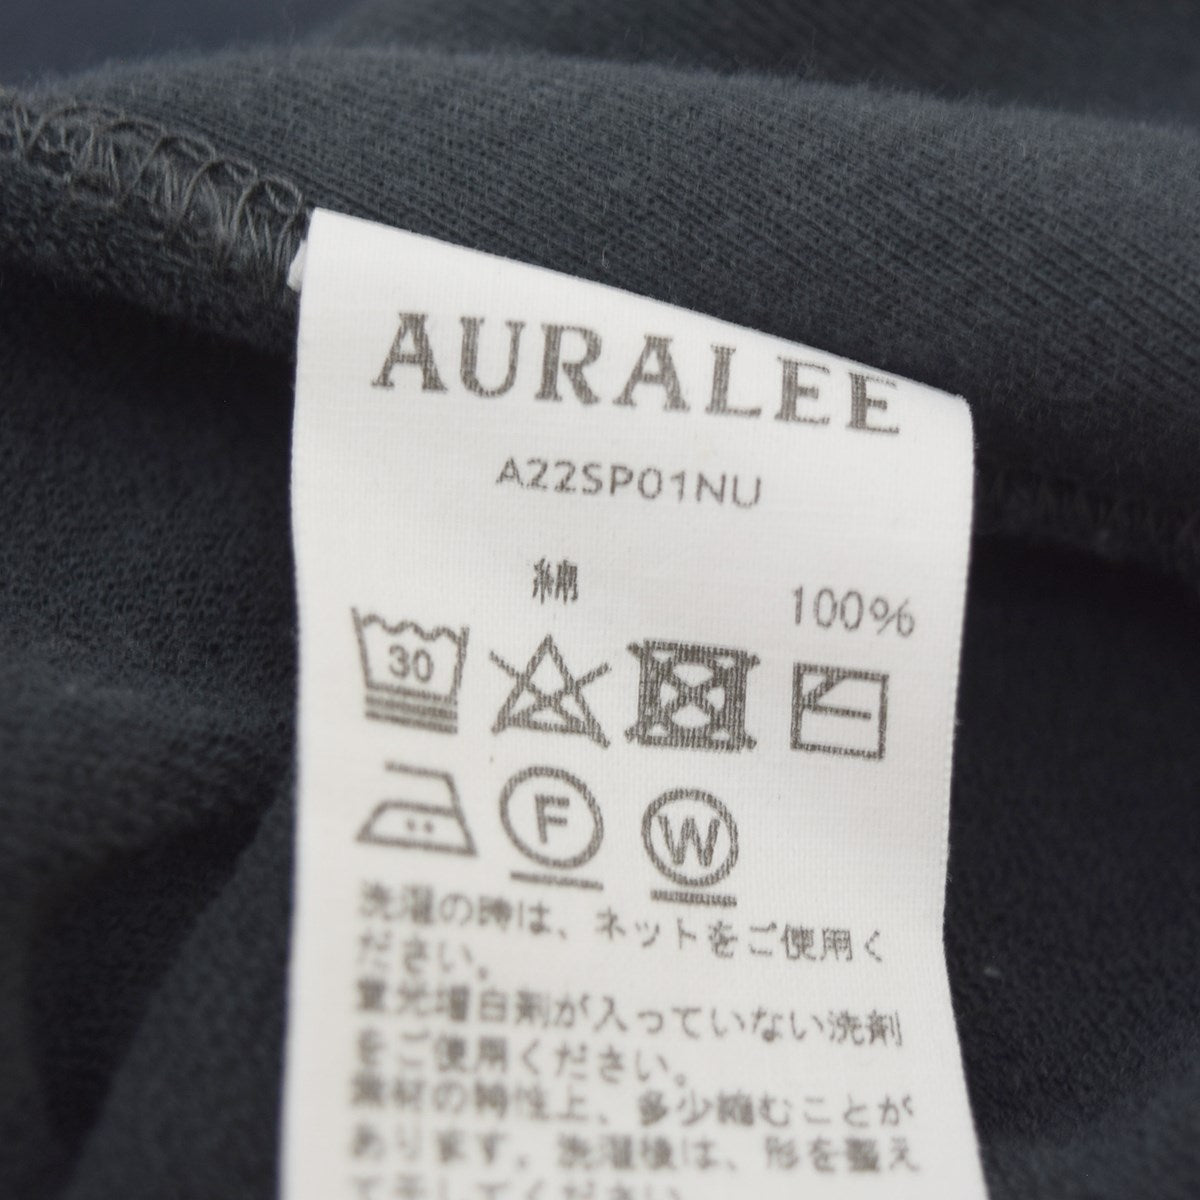 AURALEE
A22SP01NU
綿 100%
30
F W
洗濯の時は、ネットをご使用く
ださい。
蛍光増白剤が入っていない洗剤
をご使用ください。
素材の特性上、多少縮むことが
あります。洗濯後は、形を整え